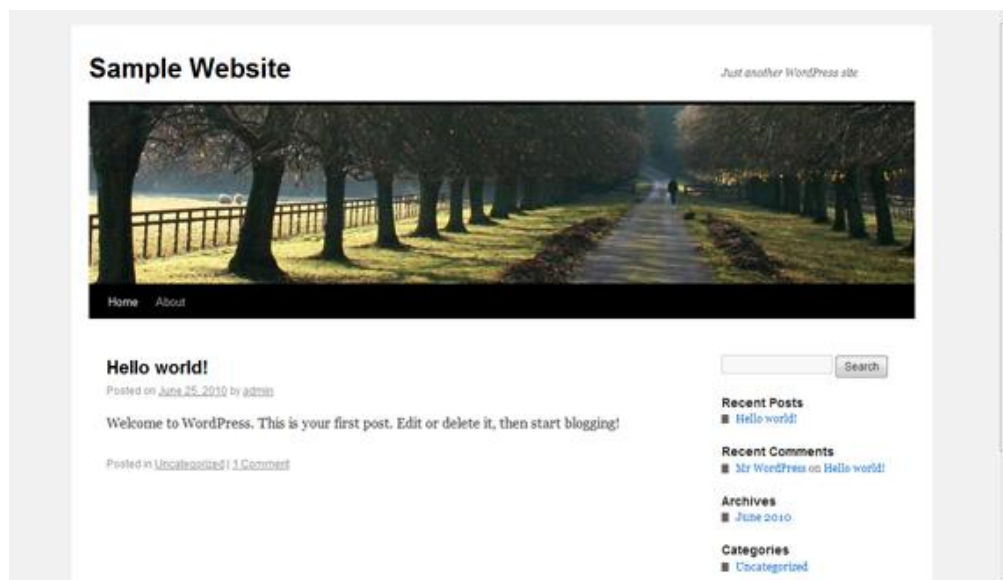 Sample Website
Just another WordPress site
Home About
Hello world!
Posted on June 25, 2010 by admin
Welcome to WordPress. This is your first post. Edit or delete it, then start blogging!
Posted in Uncategorized | 1 Comment
Search
Recent Posts
Hello world!
Recent Comments
Mr WordPress on Hello world!
Archives
June 2010
Categories
Uncategorized